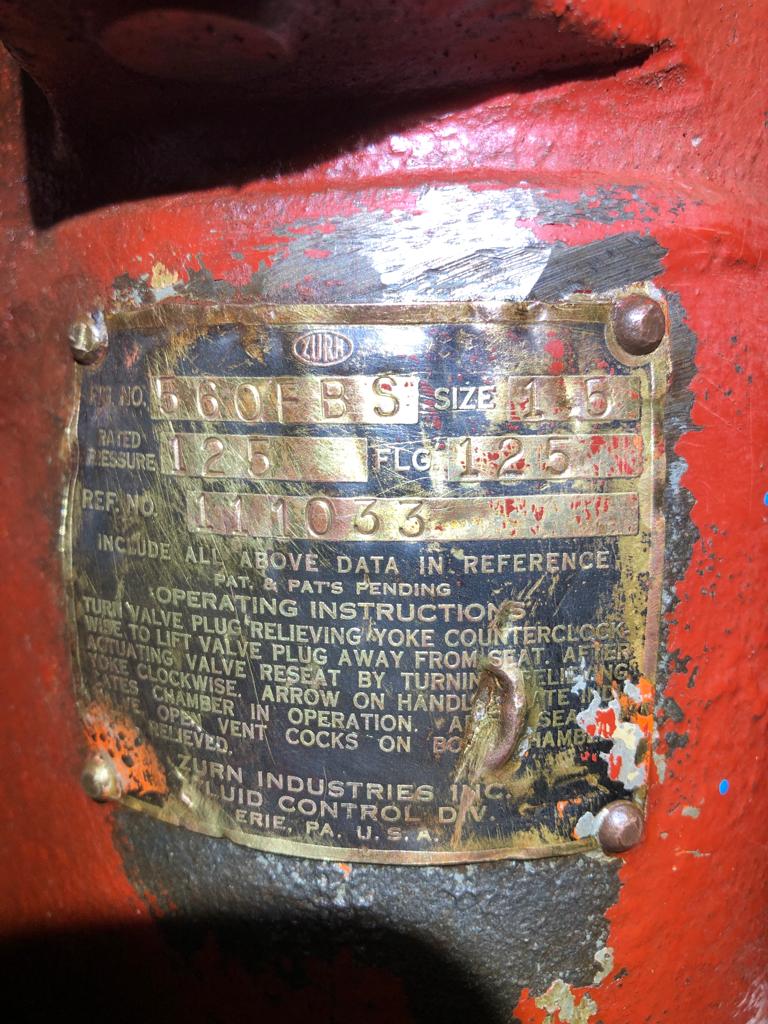 ZURN
FIG. NO. 560FBS SIZE 1.5
RATED
PRESSURE 125 FLG. 125
REF. NO. 111033
INCLUDE ALL ABOVE DATA IN REFERENCE
PAT. & PAT'S PENDING
OPERATING INSTRUCTIONS
TURN VALVE PLUG RELIEVING YOKE COUNTERCLOCK-
WISE TO LIFT VALVE PLUG AWAY FROM SEAT. AFTER
ACTUATING VALVE RESEAT BY TURNING
YOKE CLOCKWISE. ARROW ON
CHAMBER IN OPERATION.
OPEN VENT COCKS ON
RELIEVED.
ZURN INDUSTRIES INC.
FLUID CONTROL DIV.
ERIE, PA. U.S.A.